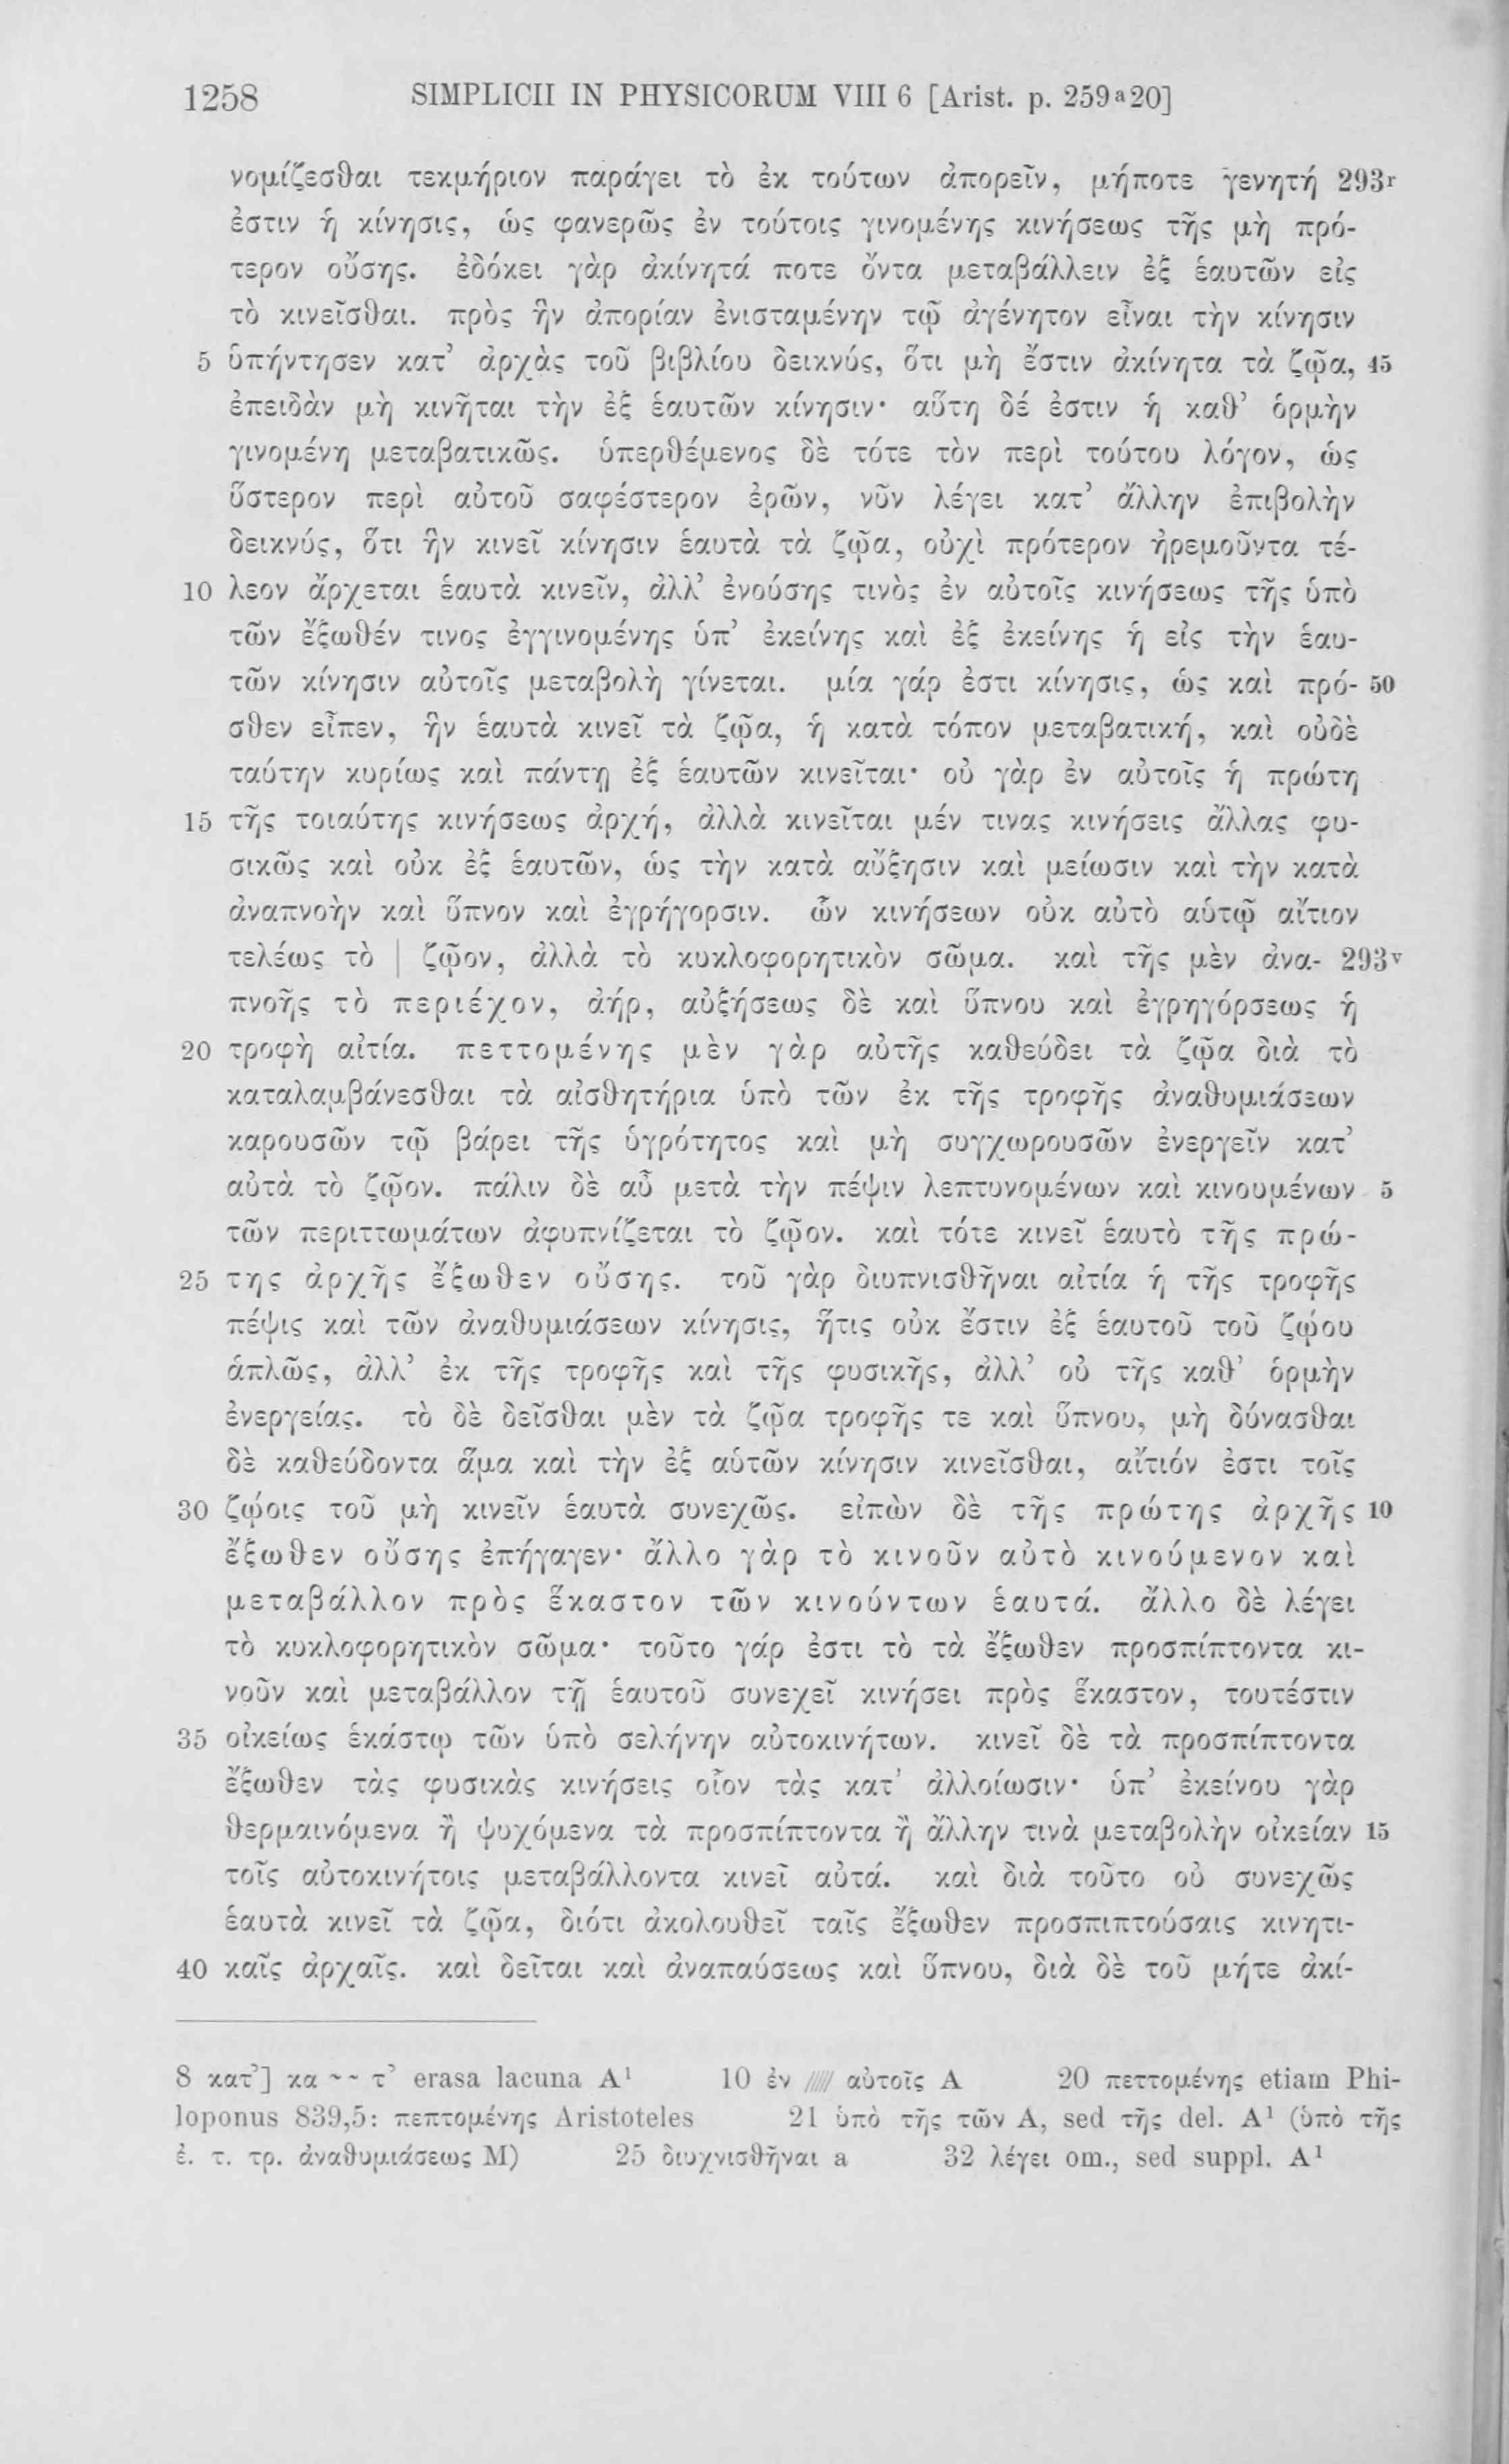 1258 SIMPLICII IN PHYSICORUM VIII 6 [Arist. p. 259 a 20]
νομίζεσθαι τεκμήριον παράγει τὸ ἐκ τούτων ἀπορεῖν, μήποτε γενητή 293r
ἐστιν ἡ κίνησις, ὡς φανερῶς ἐν τούτοις γινομένης κινήσεως τῆς μὴ πρό-
τερον οὔσης. ἐδόκει γὰρ ἀκίνητά ποτε ὄντα μεταβάλλειν ἐξ ἑαυτῶν εἰς
τὸ κινεῖσθαι. πρὸς ἣν ἀπορίαν ἐνισταμένην τῷ ἀγένητον εἶναι τὴν κίνησιν
5 ὑπήντησεν κατ’ ἀρχὰς τοῦ βιβλίου δεικνύς, ὅτι μὴ ἔστιν ἀκίνητα τὰ ζῷα, 45
ἐπειδὰν μὴ κινῆται τὴν ἐξ ἑαυτῶν κίνησιν· αὕτη δέ ἐστιν ἡ καθ’ ὁρμὴν
γινομένη μεταβατικῶς. ὑπερθέμενος δὲ τότε τὸν περὶ τούτου λόγον, ὡς
ὕστερον περὶ αὐτοῦ σαφέστερον ἐρῶν, νῦν λέγει κατ’ ἄλλην ἐπιβολὴν
δεικνύς, ὅτι ἣν κινεῖ κίνησιν ἑαυτὰ τὰ ζῷα, οὐχὶ πρότερον ἠρεμοῦντα τέ-
10 λεον ἄρχεται ἑαυτὰ κινεῖν, ἀλλ’ ἐνούσης τινὸς ἐν αὐτοῖς κινήσεως τῆς ὑπὸ
τῶν ἔξωθέν τινος ἐγγινομένης ὑπ’ ἐκείνης καὶ ἐξ ἐκείνης ἡ εἰς τὴν ἑαυ-
τῶν κίνησιν αὐτοῖς μεταβολὴ γίνεται. μία γάρ ἐστι κίνησις, ὡς καὶ πρό- 50
σθεν εἶπεν, ἣν ἑαυτὰ κινεῖ τὰ ζῷα, ἡ κατὰ τόπον μεταβατική, καὶ οὐδὲ
ταύτην κυρίως καὶ πάντῃ ἐξ ἑαυτῶν κινεῖται· οὐ γὰρ ἐν αὐτοῖς ἡ πρώτη
15 τῆς τοιαύτης κινήσεως ἀρχή, ἀλλὰ κινεῖται μέν τινας κινήσεις ἄλλας φυ-
σικῶς καὶ οὐκ ἐξ ἑαυτῶν, ὡς τὴν κατὰ αὔξησιν καὶ μείωσιν καὶ τὴν κατὰ
ἀναπνοὴν καὶ ὕπνον καὶ ἐγρήγορσιν. ὧν κινήσεων οὐκ αὐτὸ αὑτῷ αἴτιον
τελέως τὸ | ζῷον, ἀλλὰ τὸ κυκλοφορητικὸν σῶμα. καὶ τῆς μὲν ἀνα- 293v
πνοῆς τὸ περιέχον, ἀήρ, αὐξήσεως δὲ καὶ ὕπνου καὶ ἐγρηγόρσεως ἡ
20 τροφὴ αἰτία. πεττομένης μὲν γὰρ αὐτῆς καθεύδει τὰ ζῷα διὰ τὸ
καταλαμβάνεσθαι τὰ αἰσθητήρια ὑπὸ τῶν ἐκ τῆς τροφῆς ἀναθυμιάσεων
καρουσῶν τῷ βάρει τῆς ὑγρότητος καὶ μὴ συγχωρουσῶν ἐνεργεῖν κατ’
αὐτὰ τὸ ζῷον. πάλιν δὲ αὖ μετὰ τὴν πέψιν λεπτυνομένων καὶ κινουμένων 5
τῶν περιττωμάτων ἀφυπνίζεται τὸ ζῷον. καὶ τότε κινεῖ ἑαυτὸ τῆς πρώ-
25 της ἀρχῆς ἔξωθεν οὔσης. τοῦ γὰρ διυπνισθῆναι αἰτία ἡ τῆς τροφῆς
πέψις καὶ τῶν ἀναθυμιάσεων κίνησις, ἥτις οὐκ ἔστιν ἐξ ἑαυτοῦ τοῦ ζῴου
ἁπλῶς, ἀλλ’ ἐκ τῆς τροφῆς καὶ τῆς φυσικῆς, ἀλλ’ οὐ τῆς καθ’ ὁρμὴν
ἐνεργείας. τὸ δὲ δεῖσθαι μὲν τὰ ζῷα τροφῆς τε καὶ ὕπνου, μὴ δύνασθαι
δὲ καθεύδοντα ἅμα καὶ τὴν ἐξ αὑτῶν κίνησιν κινεῖσθαι, αἴτιόν ἐστι τοῖς
30 ζῴοις τοῦ μὴ κινεῖν ἑαυτὰ συνεχῶς. εἰπὼν δὲ τῆς πρώτης ἀρχῆς 10
ἔξωθεν οὔσης ἐπήγαγεν· ἄλλο γὰρ τὸ κινοῦν αὐτὸ κινούμενον καὶ
μεταβάλλον πρὸς ἕκαστον τῶν κινούντων ἑαυτά. ἄλλο δὲ λέγει
τὸ κυκλοφορητικὸν σῶμα· τοῦτο γάρ ἐστι τὸ τὰ ἔξωθεν προσπίπτοντα κι-
νοῦν καὶ μεταβάλλον τῇ ἑαυτοῦ συνεχεῖ κινήσει πρὸς ἕκαστον, τουτέστιν
35 οἰκείως ἑκάστῳ τῶν ὑπὸ σελήνην αὐτοκινήτων. κινεῖ δὲ τὰ προσπίπτοντα
ἔξωθεν τὰς φυσικὰς κινήσεις οἷον τὰς κατ’ ἀλλοίωσιν· ὑπ’ ἐκείνου γὰρ
θερμαινόμενα ἢ ψυχόμενα τὰ προσπίπτοντα ἢ ἄλλην τινὰ μεταβολὴν οἰκείαν 15
τοῖς αὐτοκινήτοις μεταβάλλοντα κινεῖ αὐτά. καὶ διὰ τοῦτο οὐ συνεχῶς
ἑαυτὰ κινεῖ τὰ ζῷα, διότι ἀκολουθεῖ ταῖς ἔξωθεν προσπιπτούσαις κινητι-
40 καῖς ἀρχαῖς. καὶ δεῖται καὶ ἀναπαύσεως καὶ ὕπνου, διὰ δὲ τοῦ μήτε ἀκί-
8 κατ’] κα ~~ τ’ erasa lacuna A¹ 10 ἐν ///// αὐτοῖς A 20 πεττομένης etiam Phi-
loponus 839,5: πεπτομένης Aristoteles 21 ὑπὸ τῆς τῶν A, sed τῆς del. A¹ (ὑπὸ τῆς
ἐ. τ. τρ. ἀναθυμιάσεως M) 25 διυχνισθῆναι a 32 λέγει om., sed suppl. A¹